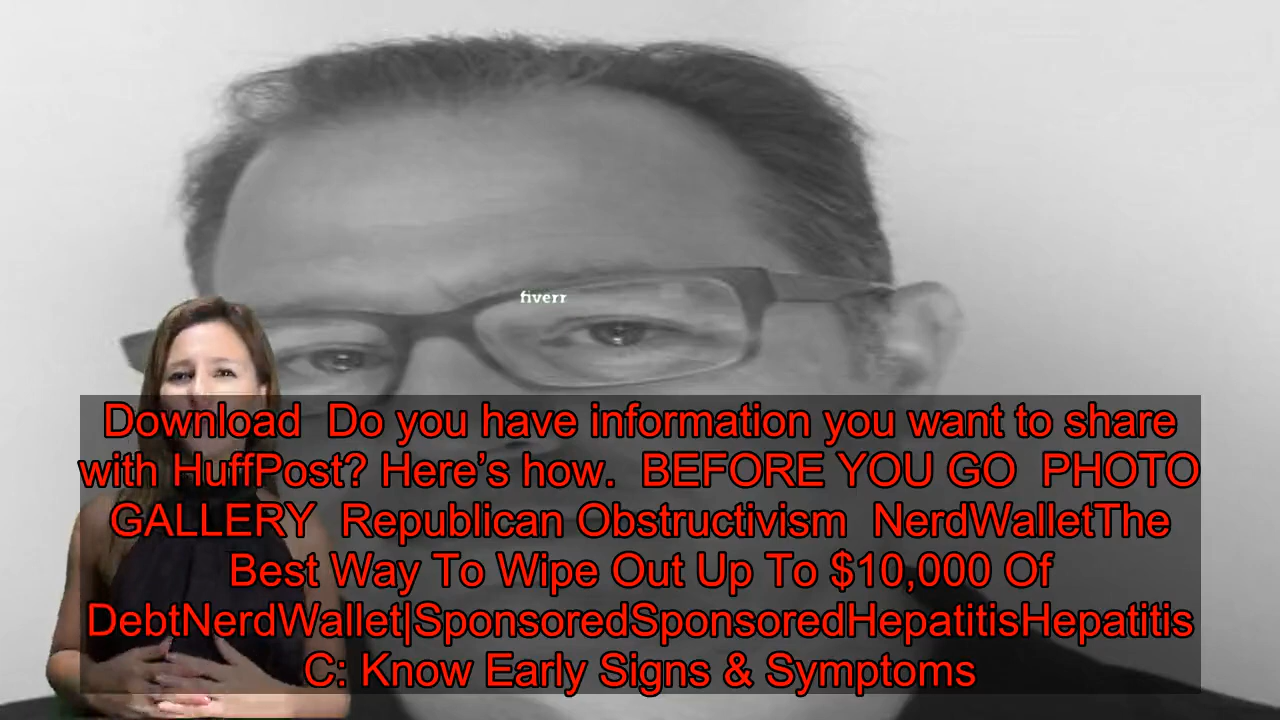 fiverr
Download  Do you have information you want to share
with HuffPost? Here’s how.  BEFORE YOU GO  PHOTO
GALLERY  Republican Obstructivism  NerdWalletThe
Best Way To Wipe Out Up To $10,000 Of
DebtNerdWallet|SponsoredSponsoredHepatitisHepatitis
C: Know Early Signs & Symptoms